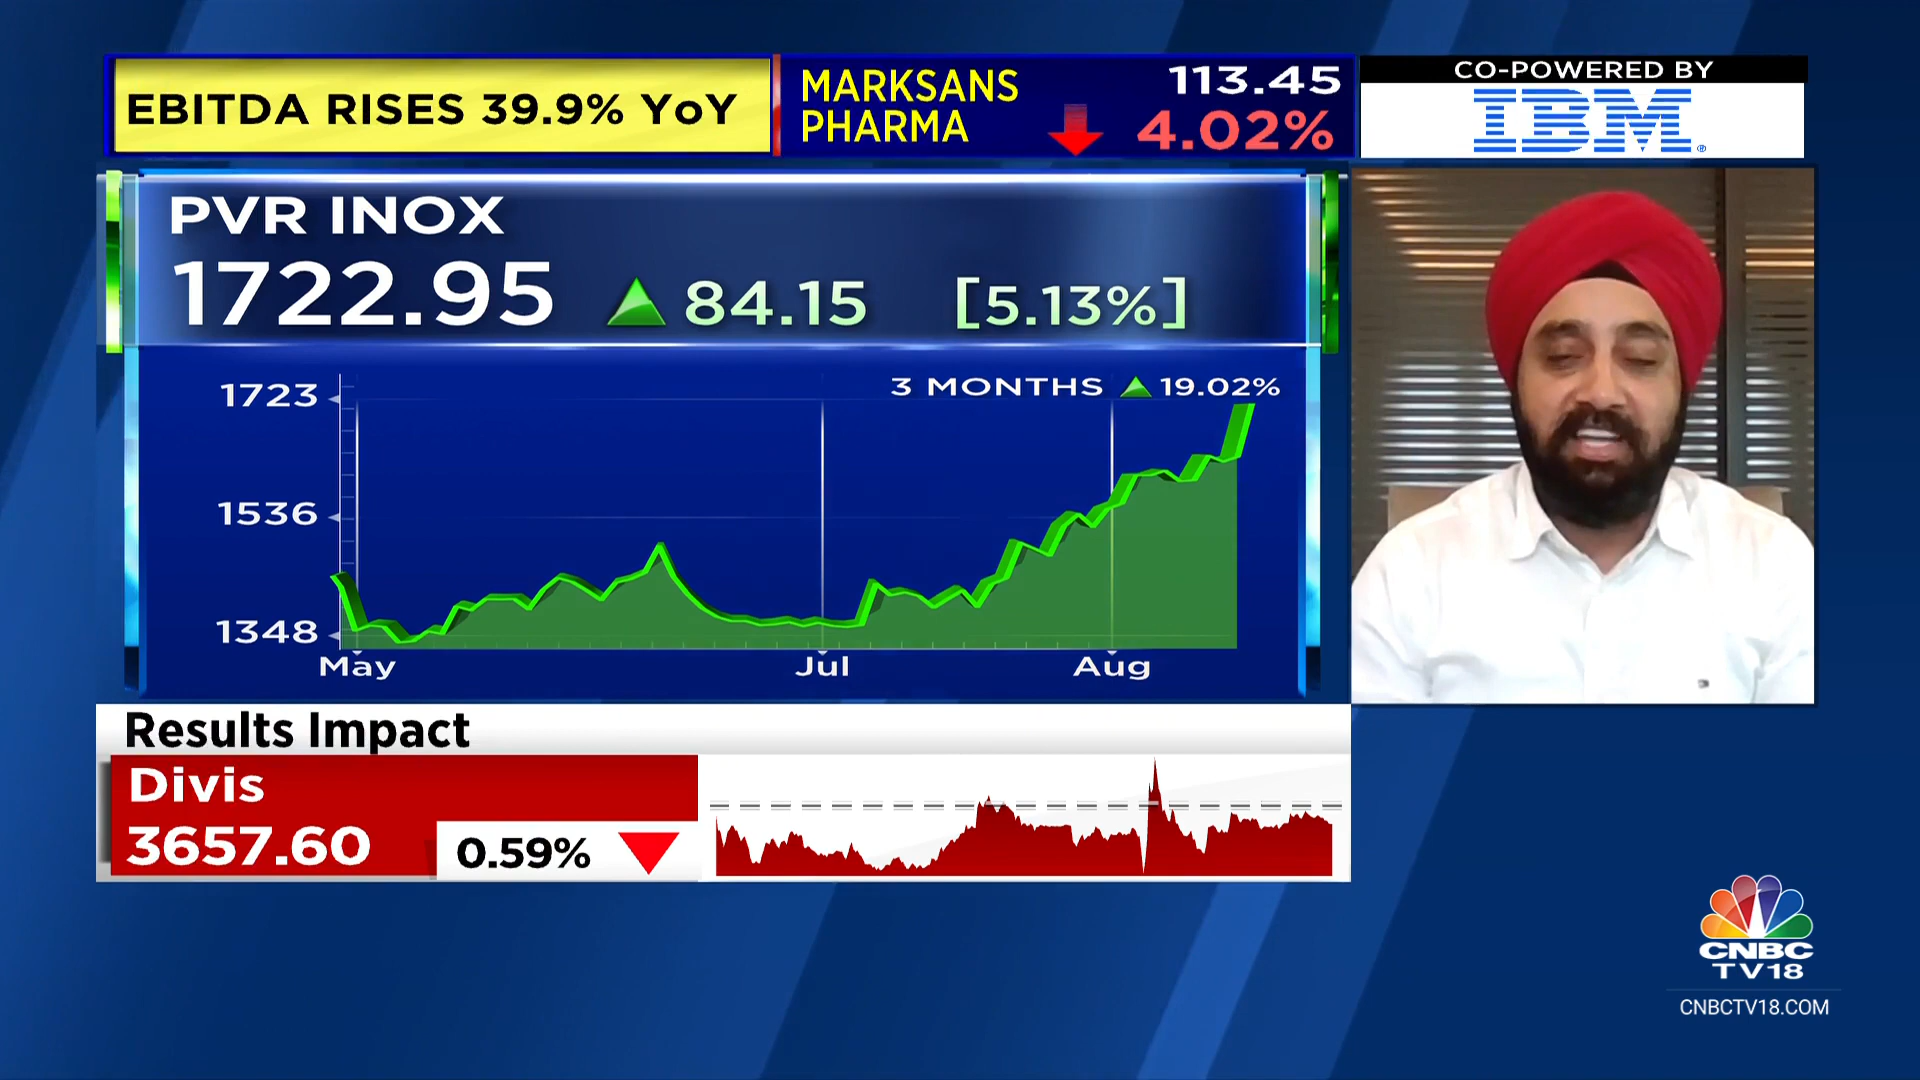 EBITDA RISES 39.9% YoY
MARKSANS
PHARMA
113.45
4.02%
CO-POWERED BY
IBM®
PVR INOX
1722.95 84.15 [5.13%]
3 MONTHS 19.02%
1723
1536
1348
May Jul Aug
Results Impact
Divis
3657.60 0.59%
CNBC
TV18
CNBCTV18.COM